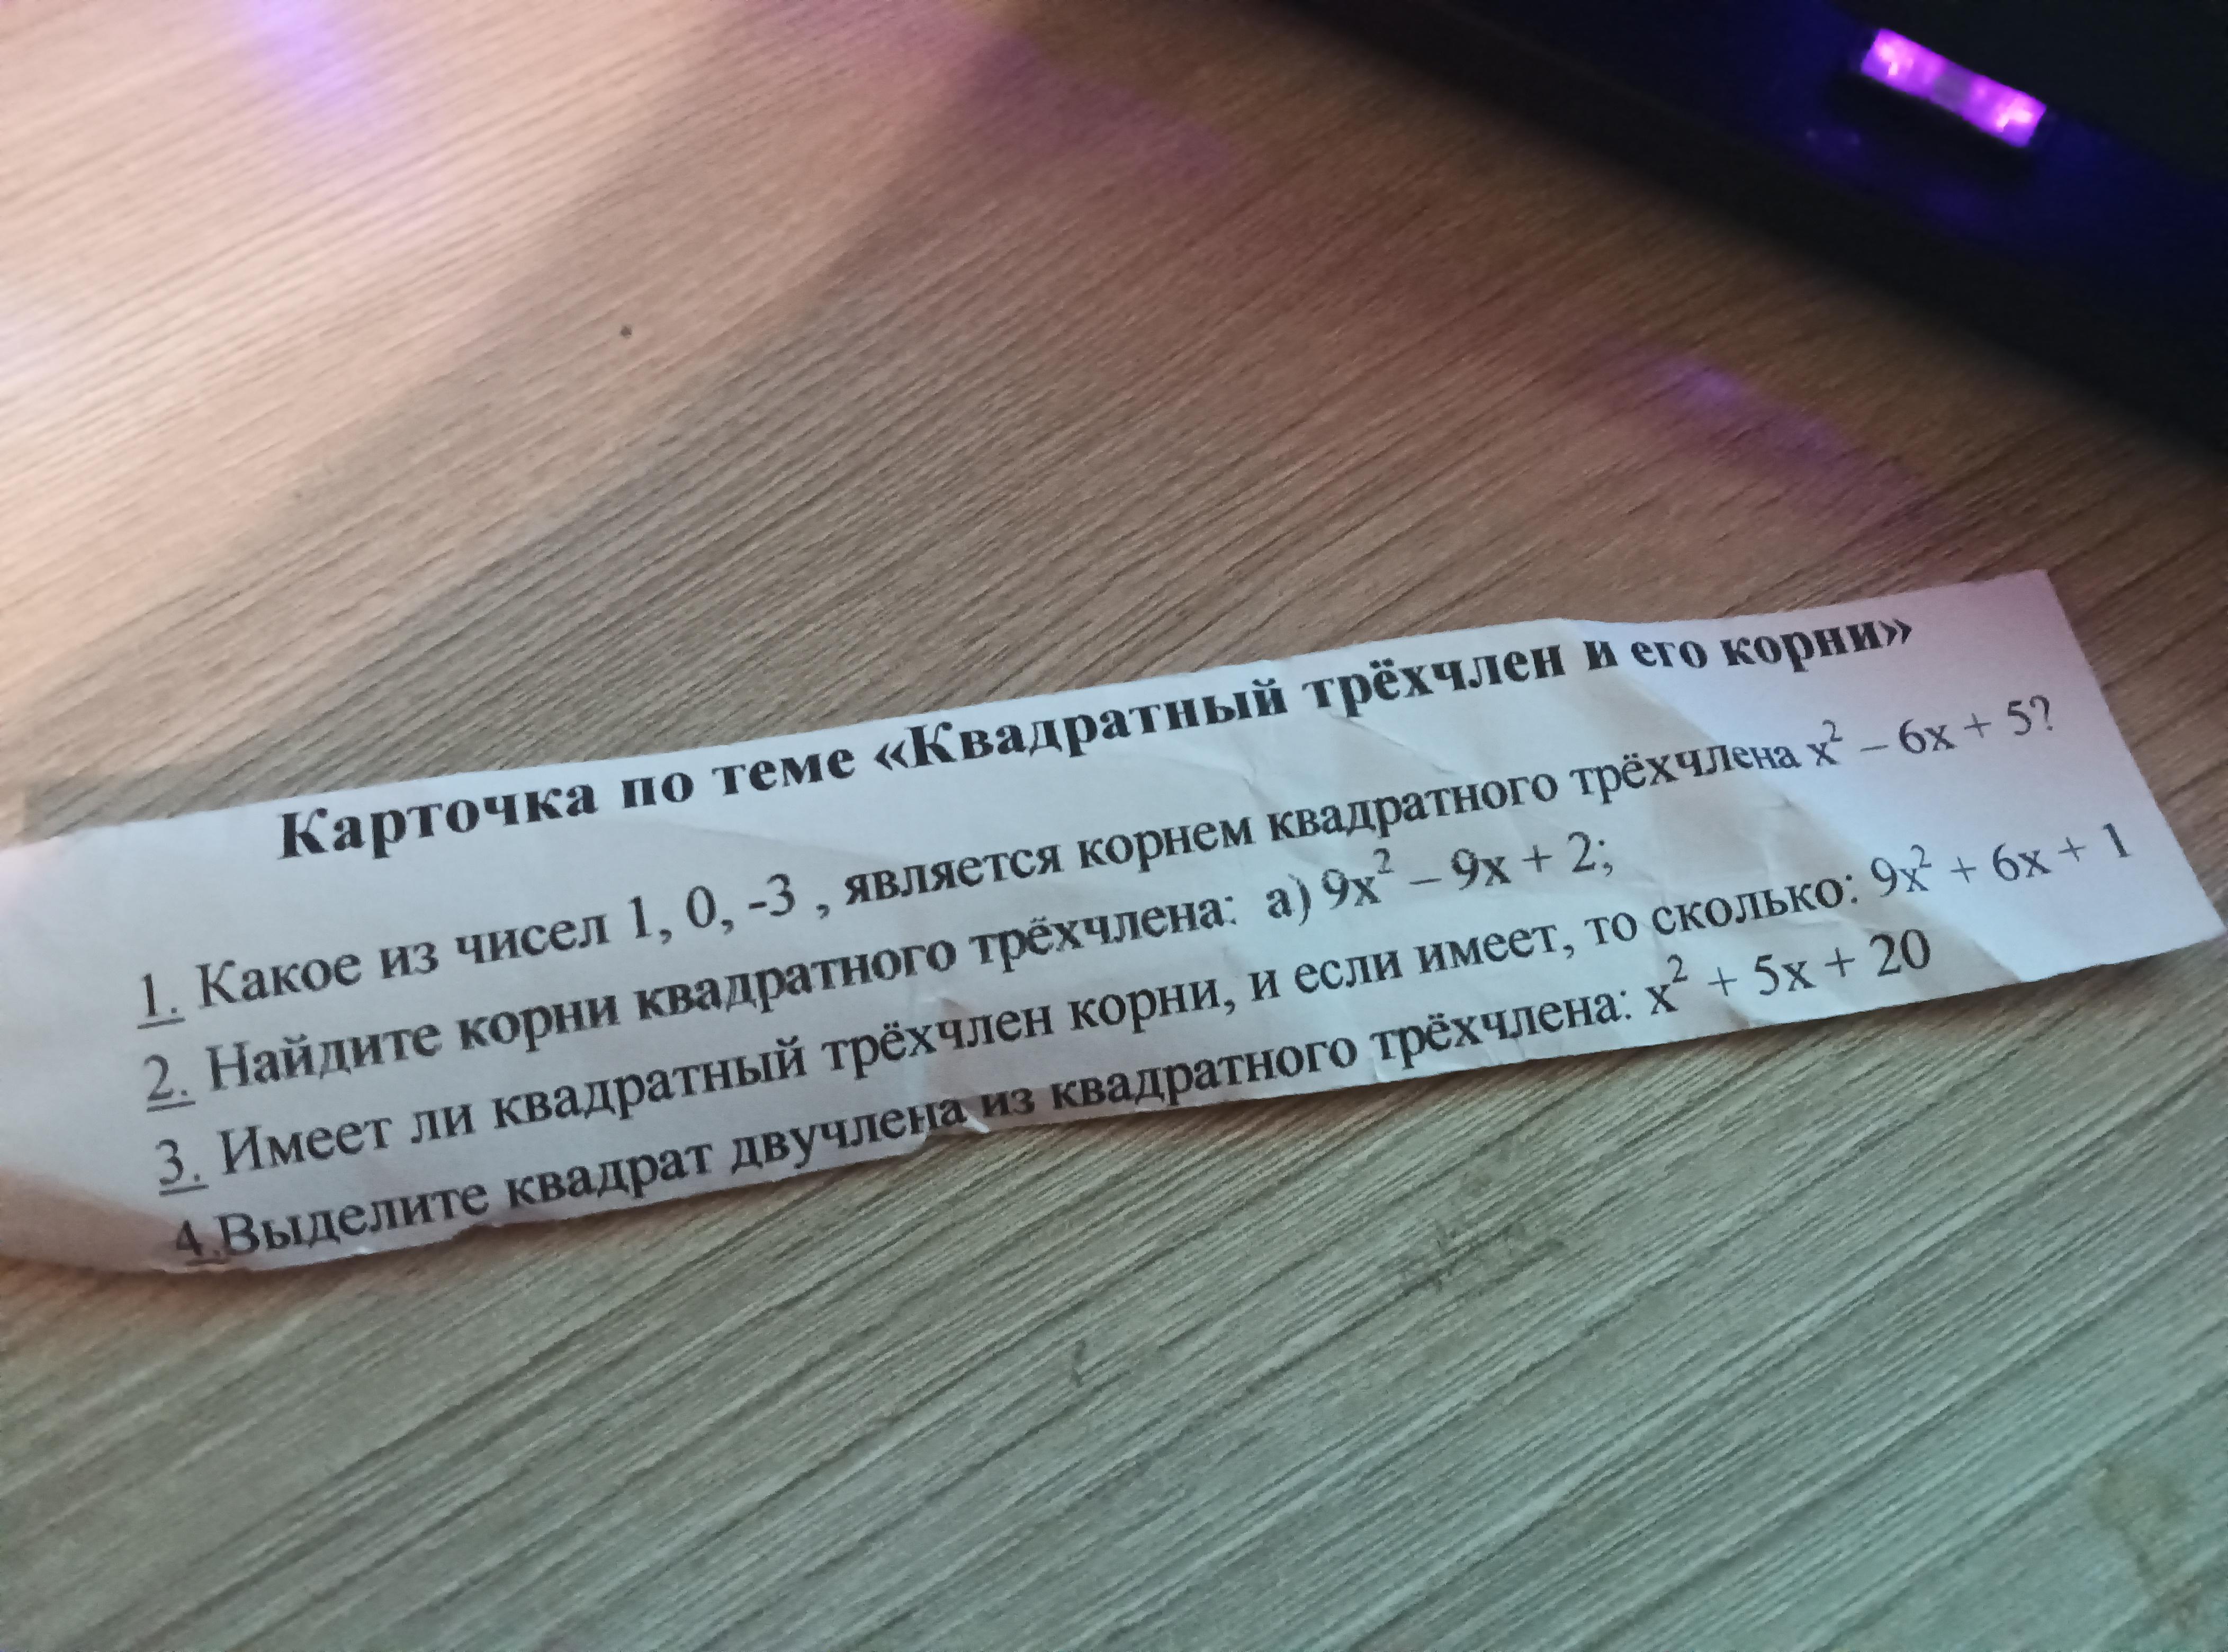 Карточка по теме «Квадратный трёхчлен и его корни»
1. Какое из чисел 1, 0, -3 , является корнем квадратного трёхчлена x² – 6x + 5?
2. Найдите корни квадратного трёхчлена: а) 9x² – 9x + 2;
3. Имеет ли квадратный трёхчлен корни, и если имеет, то сколько: 9x² + 6x + 1
4.Выделите квадрат двучлена из квадратного трёхчлена: x² + 5x + 20